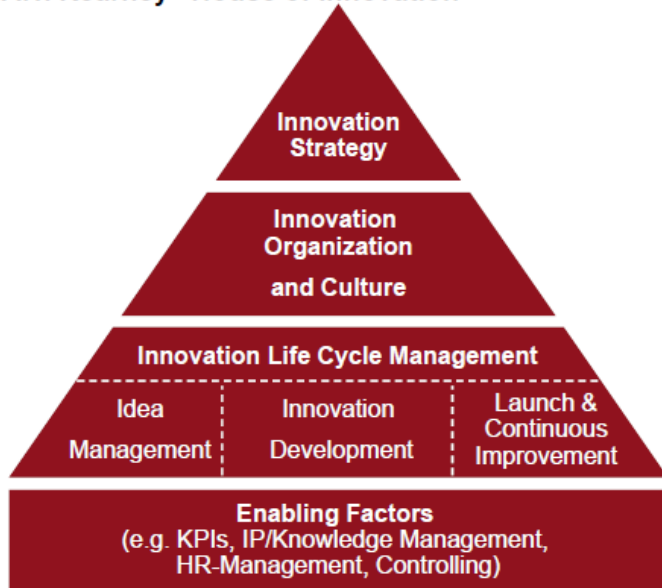 Innovation
Strategy
Innovation
Organization
and Culture
Innovation Life Cycle Management
Idea
Management
Innovation
Development
Launch &
Continuous
Improvement
Enabling Factors
(e.g. KPIs, IP/Knowledge Management,
HR-Management, Controlling)